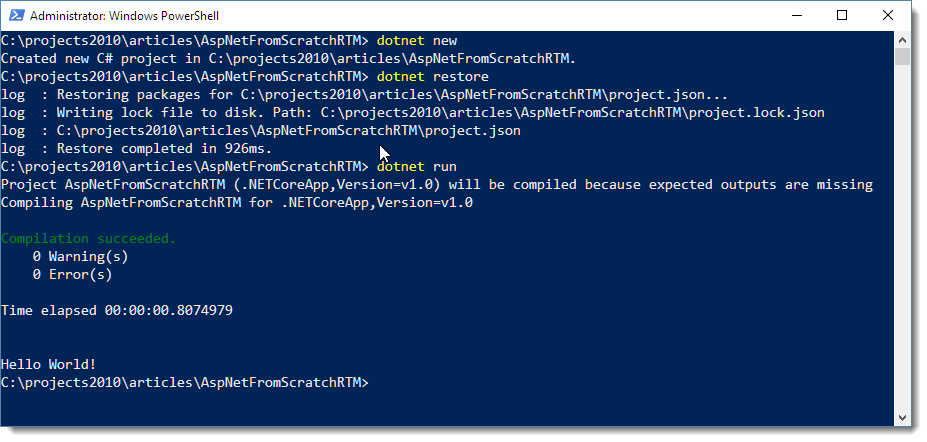 Administrator: Windows PowerShell
C:\projects2010\articles\AspNetFromScratchRTM> dotnet new
Created new C# project in C:\projects2010\articles\AspNetFromScratchRTM.
C:\projects2010\articles\AspNetFromScratchRTM> dotnet restore
log  : Restoring packages for C:\projects2010\articles\AspNetFromScratchRTM\project.json...
log  : Writing lock file to disk. Path: C:\projects2010\articles\AspNetFromScratchRTM\project.lock.json
log  : C:\projects2010\articles\AspNetFromScratchRTM\project.json
log  : Restore completed in 926ms.
C:\projects2010\articles\AspNetFromScratchRTM> dotnet run
Project AspNetFromScratchRTM (.NETCoreApp,Version=v1.0) will be compiled because expected outputs are missing
Compiling AspNetFromScratchRTM for .NETCoreApp,Version=v1.0
Compilation succeeded.
    0 Warning(s)
    0 Error(s)
Time elapsed 00:00:00.8074979
Hello World!
C:\projects2010\articles\AspNetFromScratchRTM>